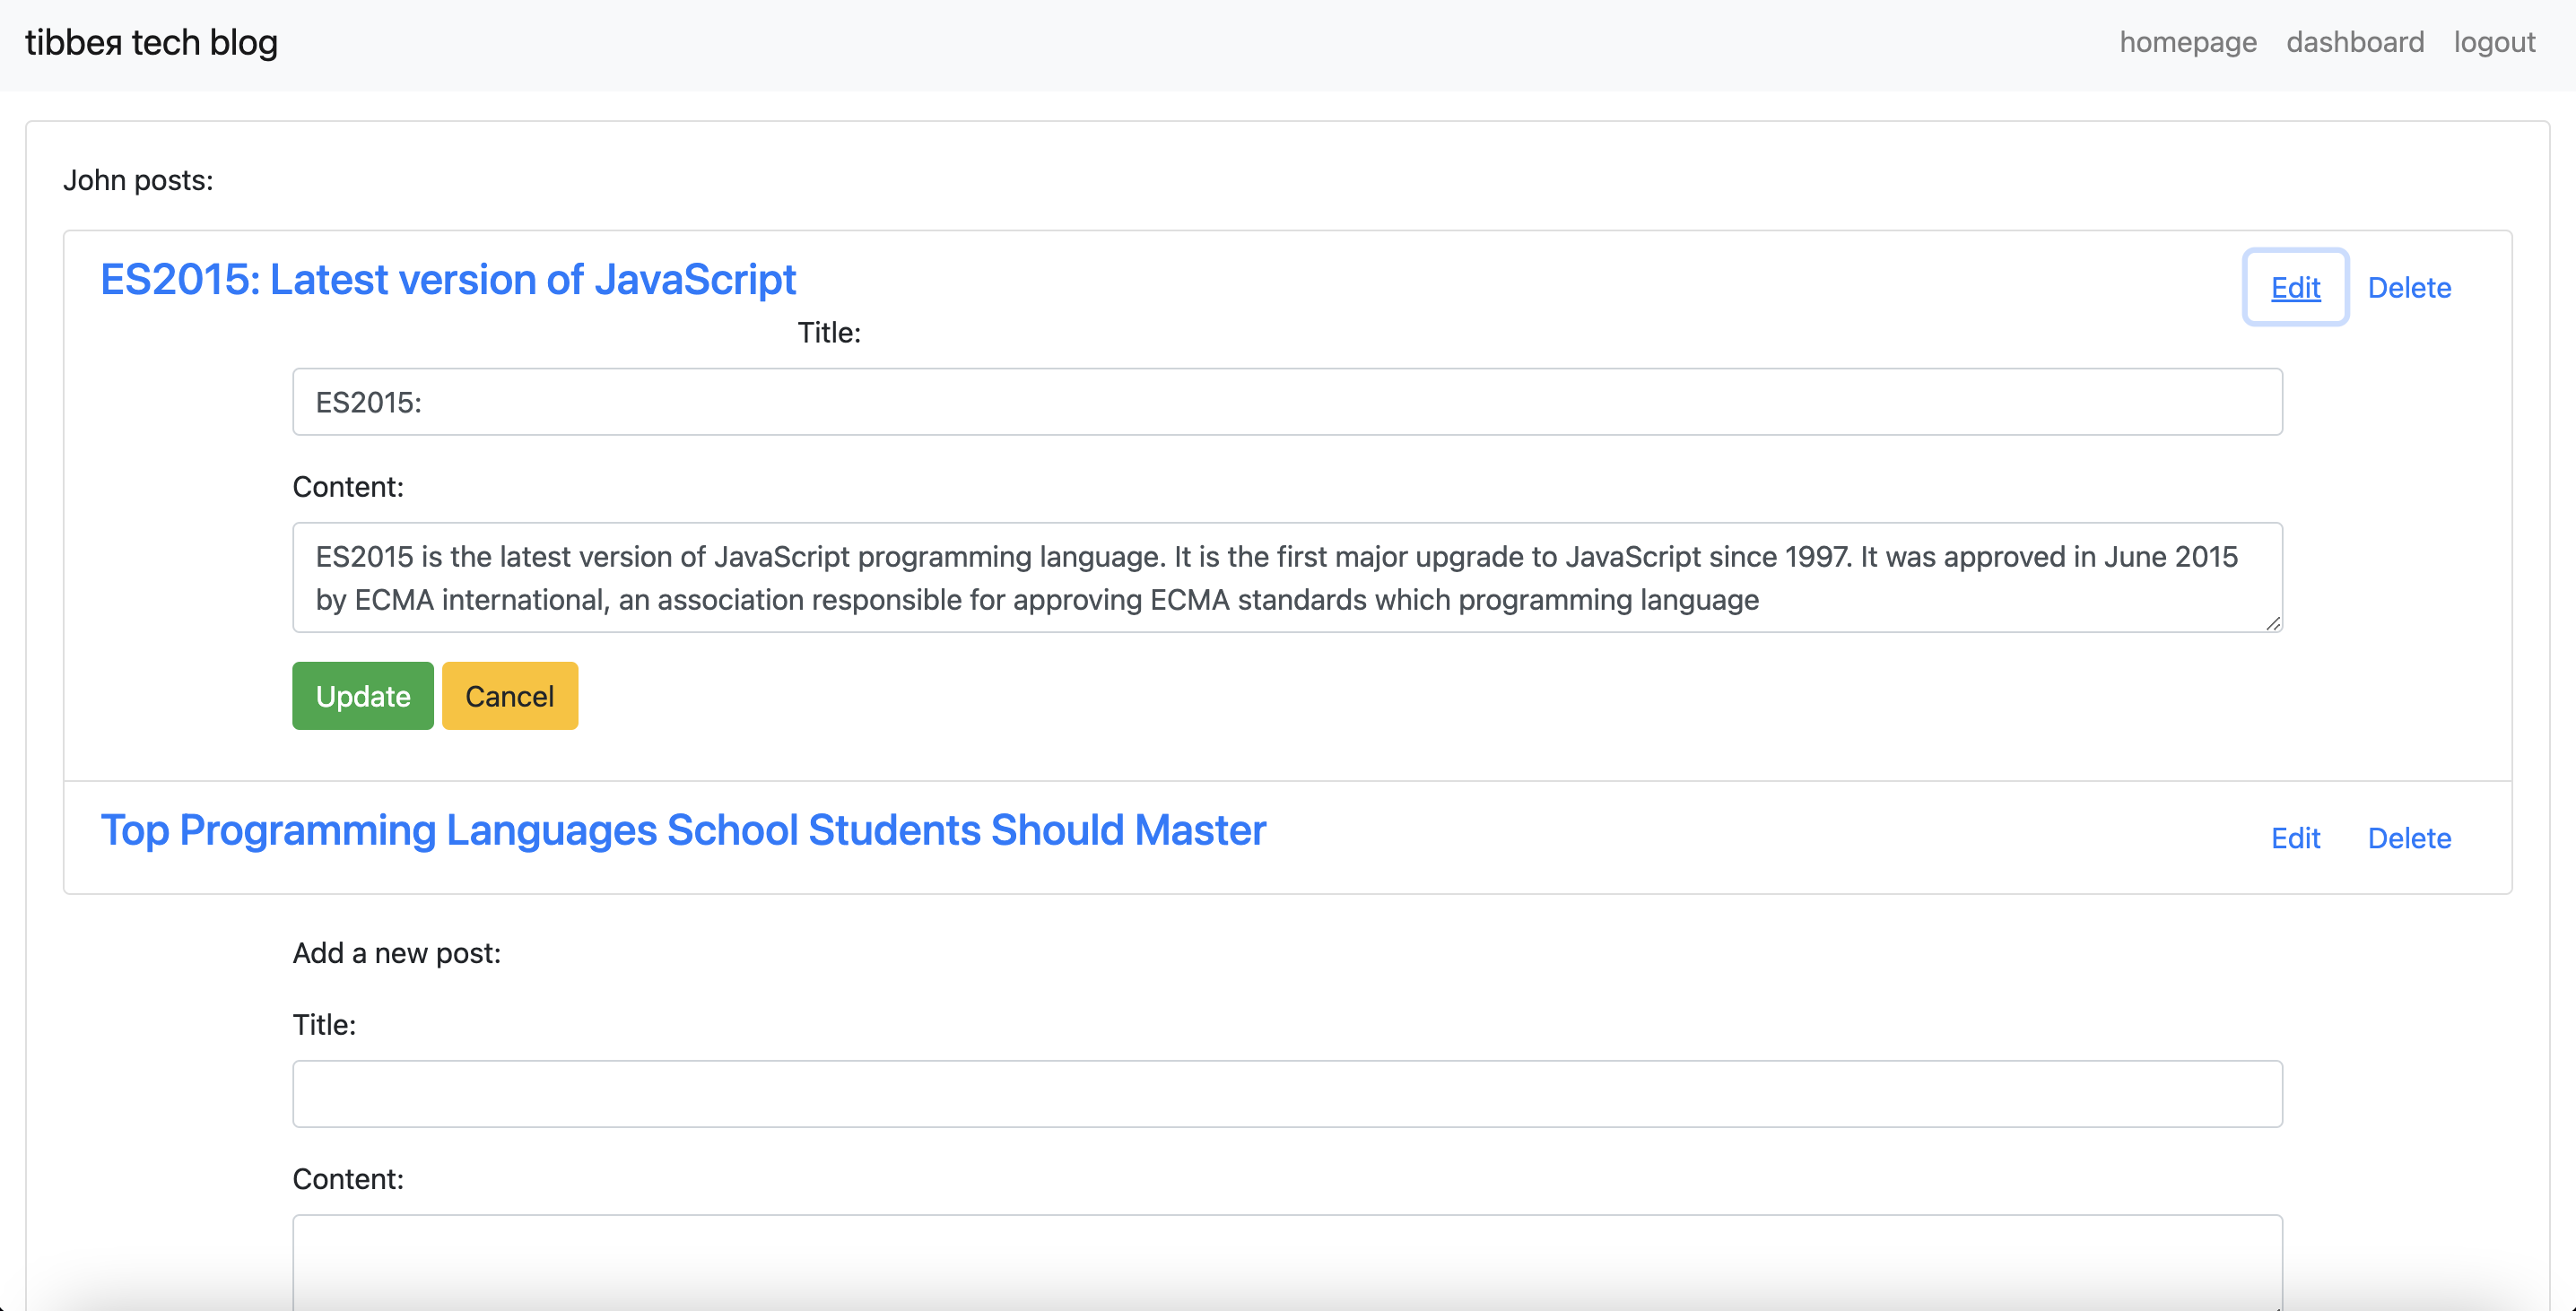 tibbeя tech blog
homepage dashboard logout
John posts:
ES2015: Latest version of JavaScript
Edit Delete
Title:
ES2015:
Content:
ES2015 is the latest version of JavaScript programming language. It is the first major upgrade to JavaScript since 1997. It was approved in June 2015
by ECMA international, an association responsible for approving ECMA standards which programming language
Update Cancel
Top Programming Languages School Students Should Master
Edit Delete
Add a new post:
Title:
Content: